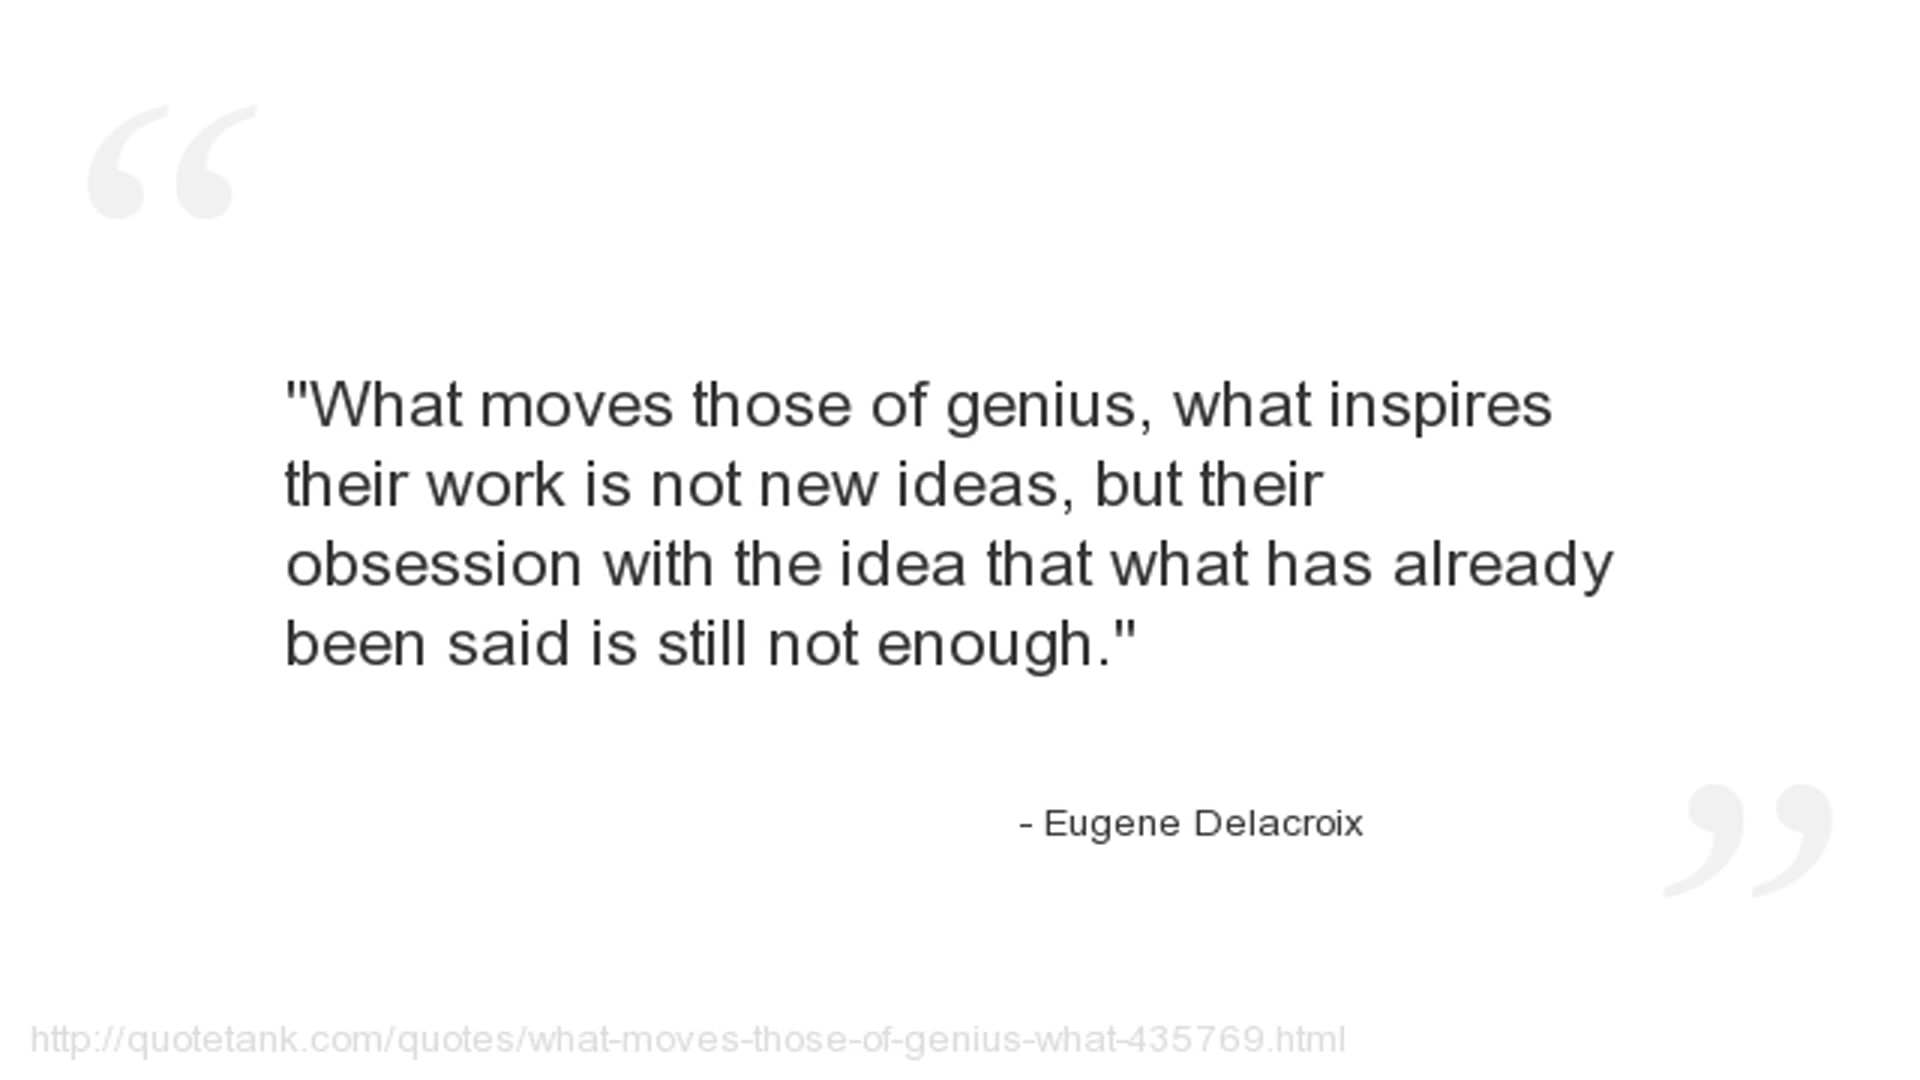 "What moves those of genius, what inspires
their work is not new ideas, but their
obsession with the idea that what has already
been said is still not enough."
- Eugene Delacroix
http://quotetank.com/quotes/what-moves-those-of-genius-what-435769.html